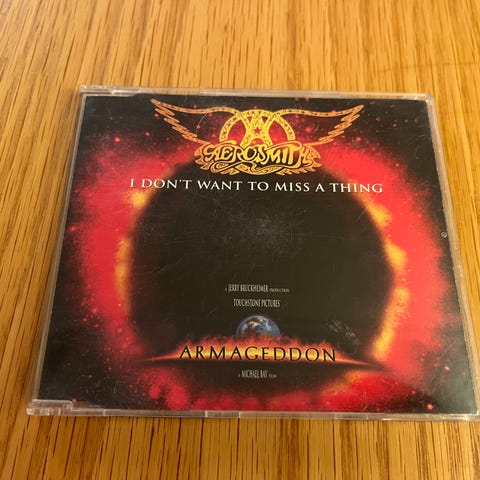 AEROSMITH
I DON'T WANT TO MISS A THING
A JERRY BRUCKHEIMER PRODUCTION
TOUCHSTONE PICTURES
ARMAGEDDON
A MICHAEL BAY FILM